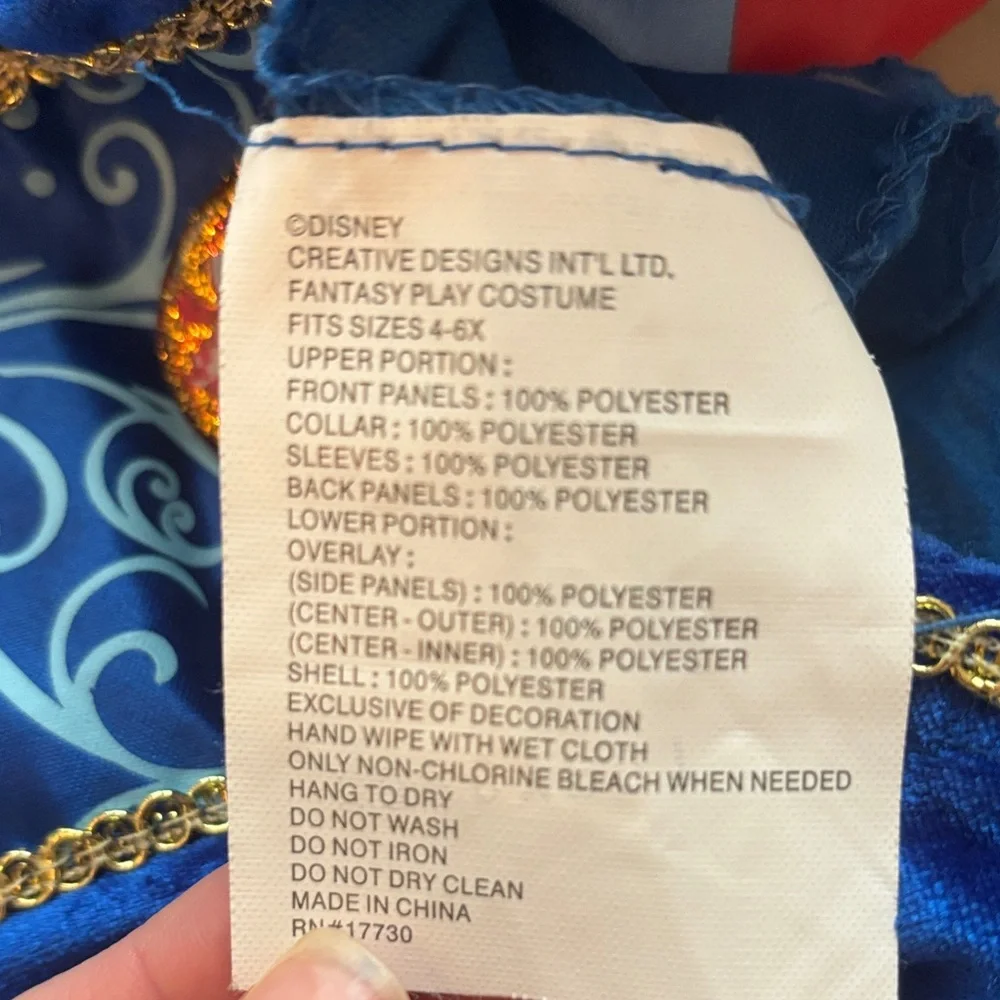 ©DISNEY
CREATIVE DESIGNS INT'L LTD.
FANTASY PLAY COSTUME
FITS SIZES 4-6X
UPPER PORTION :
FRONT PANELS : 100% POLYESTER
COLLAR : 100% POLYESTER
SLEEVES : 100% POLYESTER
BACK PANELS : 100% POLYESTER
LOWER PORTION :
OVERLAY :
(SIDE PANELS) : 100% POLYESTER
(CENTER - OUTER) : 100% POLYESTER
(CENTER - INNER) : 100% POLYESTER
SHELL : 100% POLYESTER
EXCLUSIVE OF DECORATION
HAND WIPE WITH WET CLOTH
ONLY NON-CHLORINE BLEACH WHEN NEEDED
HANG TO DRY
DO NOT WASH
DO NOT IRON
DO NOT DRY CLEAN
MADE IN CHINA
RN#17730